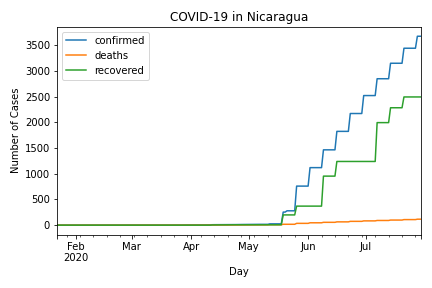 COVID-19 in Nicaragua
confirmed
deaths
recovered
Number of Cases
3500
3000
2500
2000
1500
1000
500
0
Feb
2020
Mar
Apr
May
Jun
Jul
Day